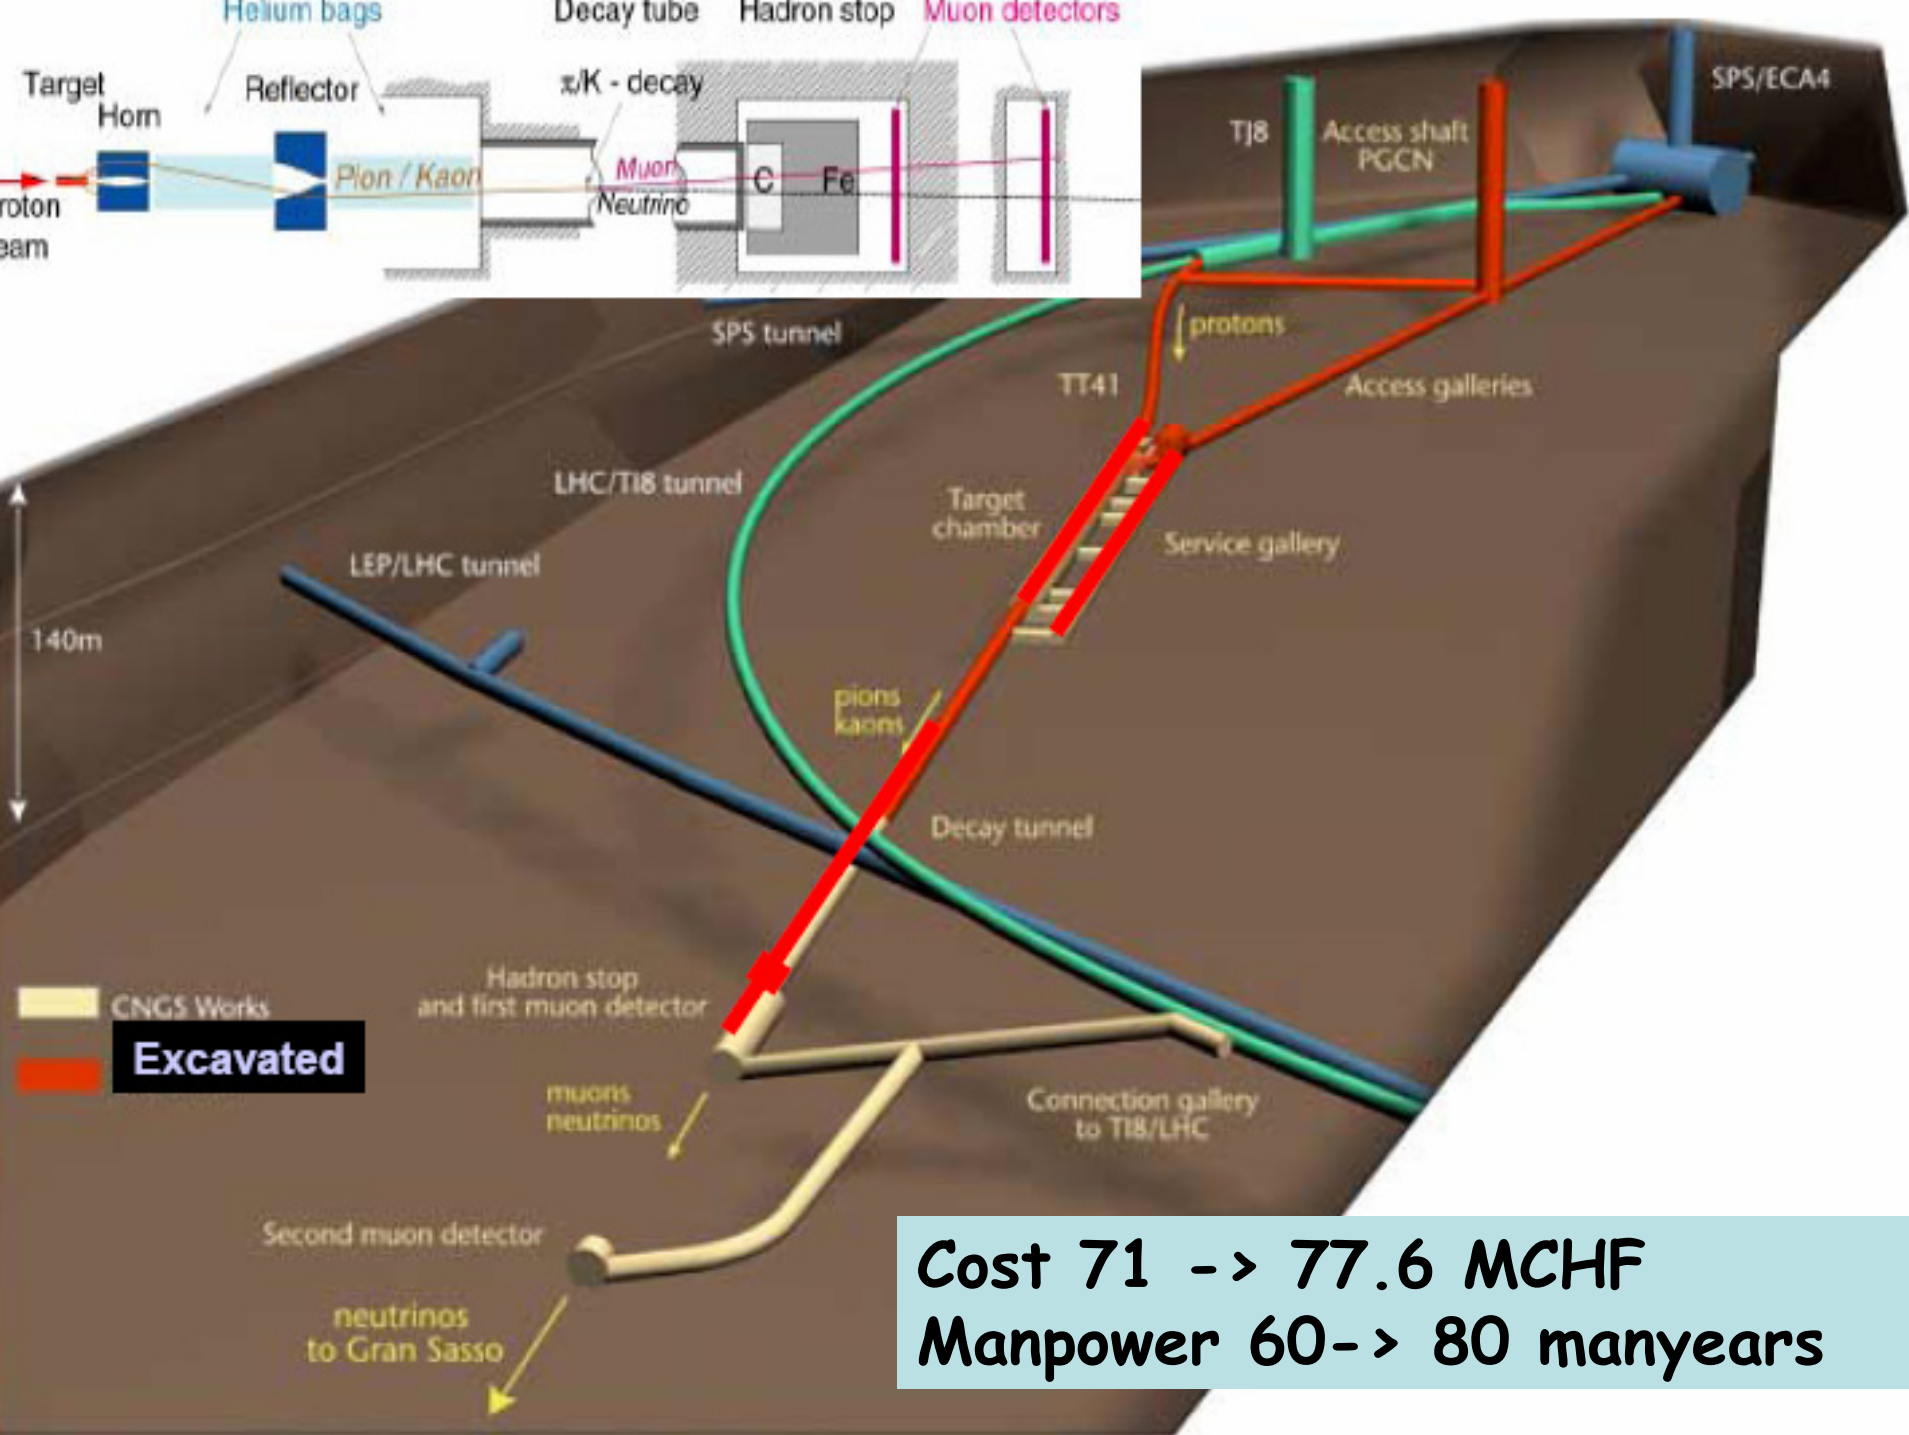 Helium bags
Decay tube
Hadron stop
Muon detectors
Target
Horn
Reflector
π/K - decay
roton
eam
Pion / Kaon
Muon
Neutrino
C
Fe
SPS/ECA4
TJ8
Access shaft
PGCN
SPS tunnel
protons
TT41
Access galleries
LHC/TI8 tunnel
Target
chamber
Service gallery
LEP/LHC tunnel
140m
pions
kaons
Decay tunnel
Hadron stop
and first muon detector
CNGS Works
Excavated
muons
neutrinos
Connection gallery
to TI8/LHC
Second muon detector
neutrinos
to Gran Sasso
Cost 71 -> 77.6 MCHF
Manpower 60-> 80 manyears